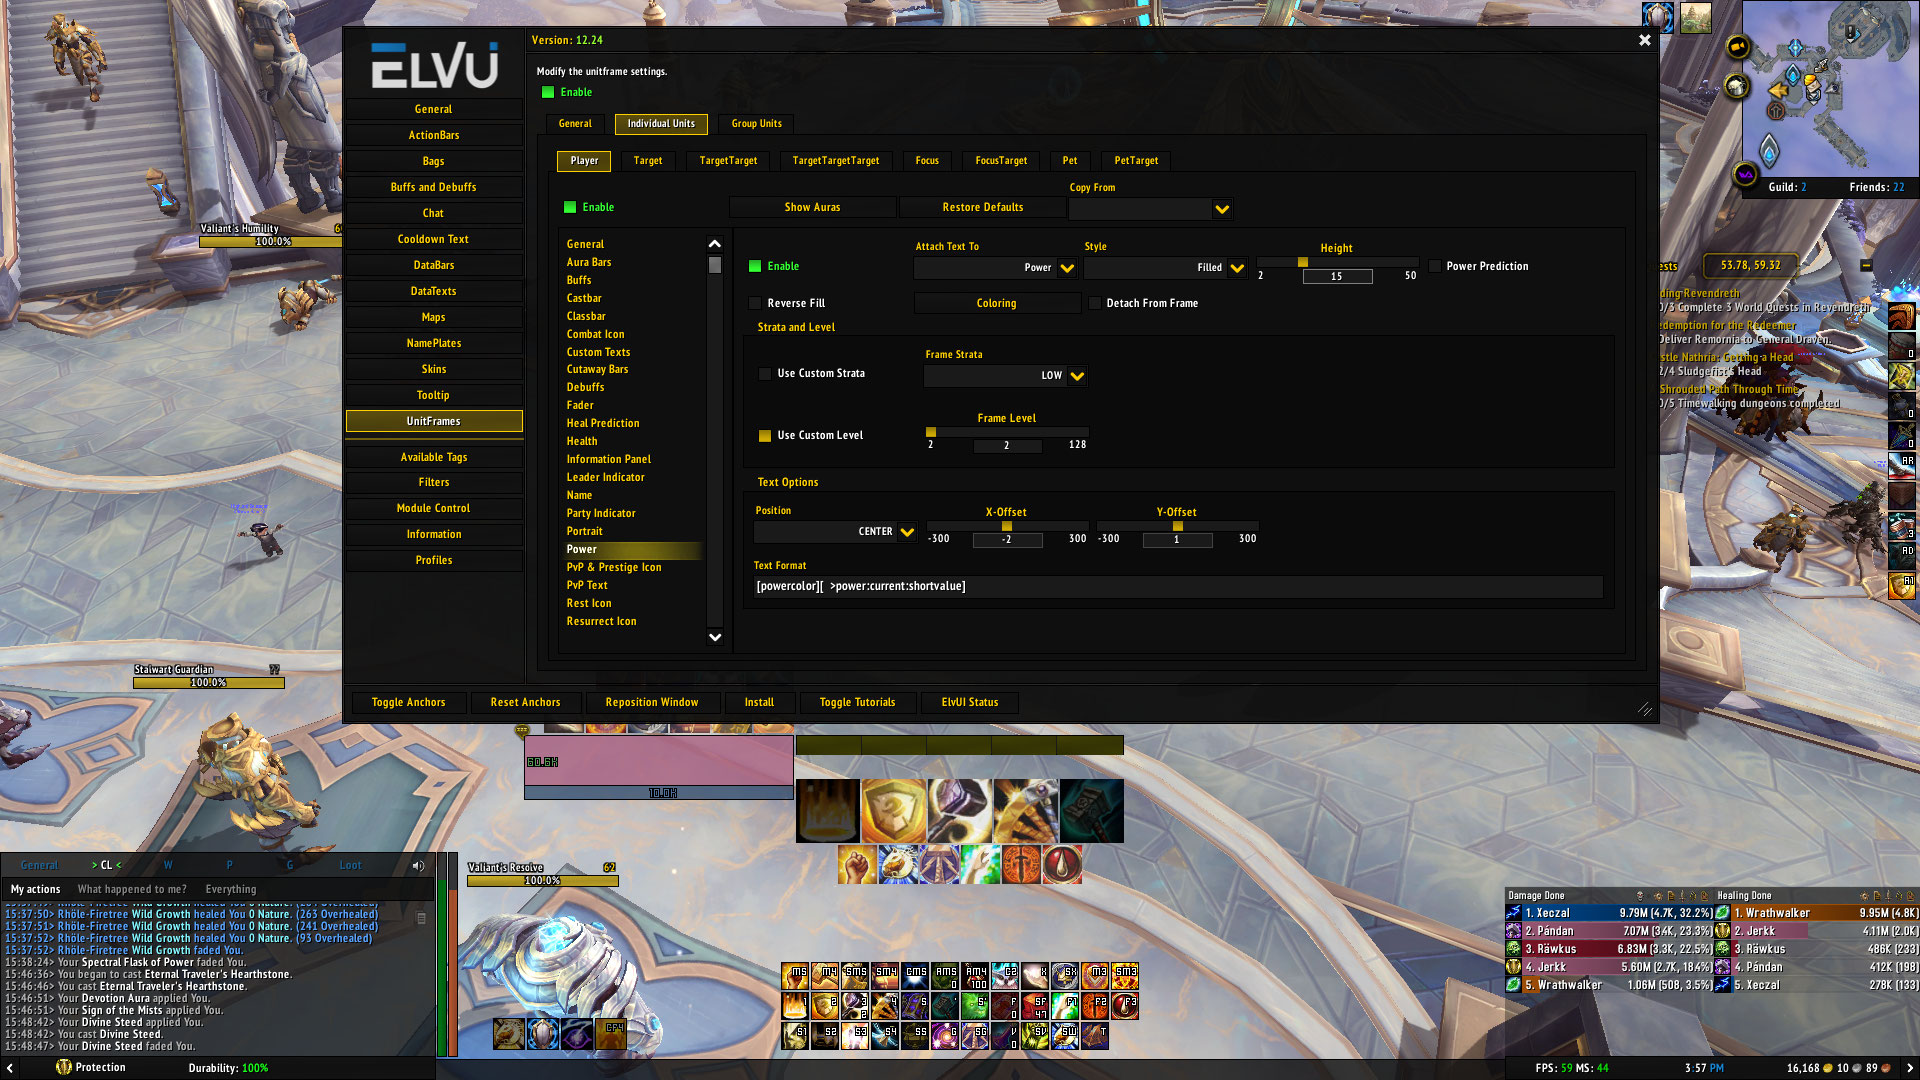 ELVUI
Version: 12.24
Modify the unitframe settings.
Enable
General
Individual Units
Group Units
Player
Target
TargetTarget
TargetTargetTarget
Focus
FocusTarget
Pet
PetTarget
Enable
Show Auras
Restore Defaults
Copy From
General
ActionBars
Bags
Buffs and Debuffs
Chat
Cooldown Text
DataBars
DataTexts
Maps
NamePlates
Skins
Tooltip
UnitFrames
Available Tags
Filters
Module Control
Information
Profiles
General
Aura Bars
Buffs
Castbar
Classbar
Combat Icon
Custom Texts
Cutaway Bars
Debuffs
Fader
Heal Prediction
Health
Information Panel
Leader Indicator
Name
Party Indicator
Portrait
Power
PvP & Prestige Icon
PvP Text
Rest Icon
Resurrect Icon
Enable
Attach Text To
Power
Style
Filled
Height
2
15
50
Power Prediction
Reverse Fill
Coloring
Detach From Frame
Strata and Level
Use Custom Strata
Frame Strata
LOW
Use Custom Level
Frame Level
2
2
128
Text Options
Position
CENTER
X-Offset
-300
-2
300
Y-Offset
-300
1
300
Text Format
[powercolor][  >power:current:shortvalue]
Toggle Anchors
Reset Anchors
Reposition Window
Install
Toggle Tutorials
ElvUI Status
Guild: 2
Friends: 22
53.78, 59.32
ests
ding Revendreth
0/3 Complete 3 World Quests in Revendreth
edemption for the Redeemer
Deliver Remornia to General Draven.
stle Nathria: Getting a Head
2/4 Sludgefist's Head
Shrouded Path Through Time
0/5 Timewalking dungeons completed
Valiant's Humility
100.0%
Stalwart Guardian
??
100.0%
60.6K
10.0K
Valiant's Resolve
62
100.0%
General
> CL <
W
P
G
Loot
My actions
What happened to me?
Everything
15:37:50> Rhöle-Firetree Wild Growth healed You 0 Nature. (263 Overhealed)
15:37:51> Rhöle-Firetree Wild Growth healed You 0 Nature. (241 Overhealed)
15:37:52> Rhöle-Firetree Wild Growth healed You 0 Nature. (93 Overhealed)
15:37:52> Rhöle-Firetree Wild Growth faded You.
15:38:24> Your Spectral Flask of Power faded You.
15:46:36> You began to cast Eternal Traveler's Hearthstone.
15:46:46> You cast Eternal Traveler's Hearthstone.
15:46:51> Your Devotion Aura applied You.
15:46:51> Your Sign of the Mists applied You.
15:48:42> Your Divine Steed applied You.
15:48:42> You cast Divine Steed.
15:48:47> Your Divine Steed faded You.
Protection
Durability: 100%
Damage Done
1. Xeczal 9.79M (4.7K, 32.2%)
2. Pándan 7.07M (3.4K, 23.3%)
3. Räwkus 6.83M (3.3K, 22.5%)
4. Jerkk 5.60M (2.7K, 18.4%)
5. Wrathwalker 1.06M (508, 3.5%)
Healing Done
1. Wrathwalker 9.95M (4.8K)
2. Jerkk 4.11M (2.0K)
3. Räwkus 486K (233)
4. Pándan 412K (198)
5. Xeczal 278K (133)
FPS: 59 MS: 44
3:57 PM
16,168 10 89